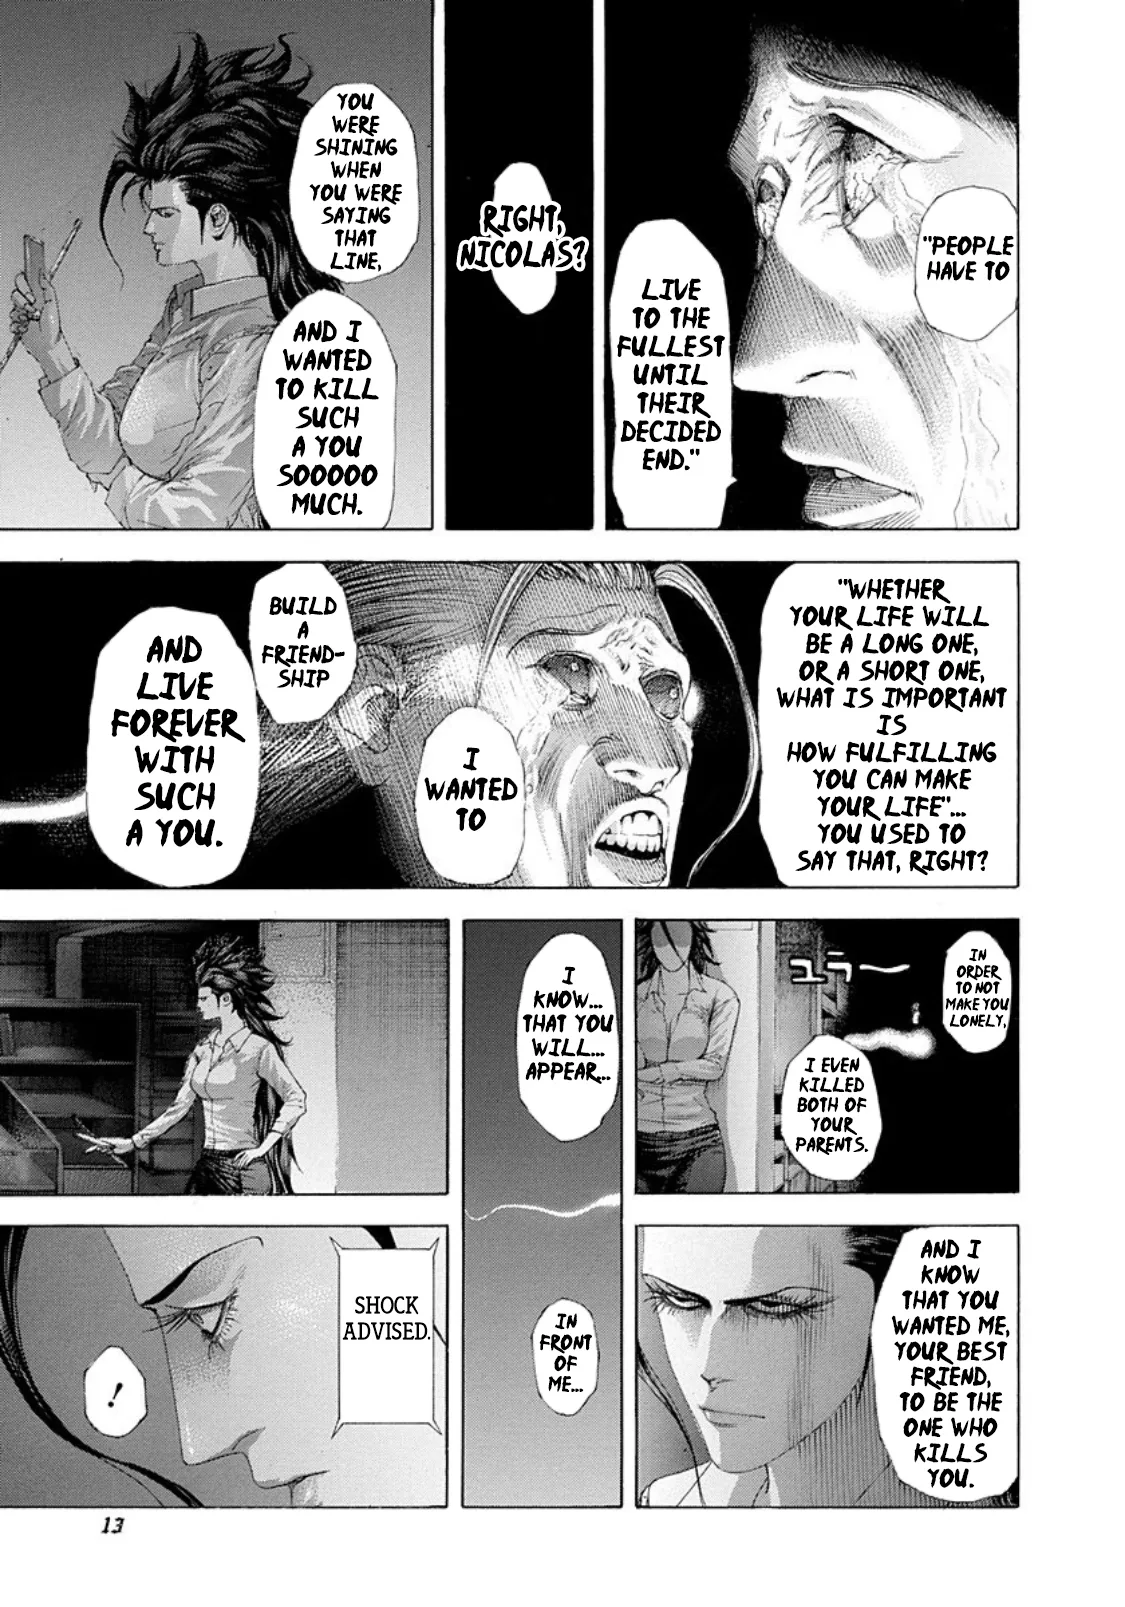 "PEOPLE
HAVE TO
LIVE
TO THE
FULLEST
UNTIL
THEIR
DECIDED
END."
RIGHT,
NICOLAS?
YOU
WERE
SHINING
WHEN
YOU WERE
SAYING
THAT
LINE,
AND I
WANTED
TO KILL
SUCH
A YOU
SOOOOO
MUCH.
"WHETHER
YOUR LIFE WILL
BE A LONG ONE,
OR A SHORT ONE,
WHAT IS IMPORTANT
IS
HOW FULFILLING
YOU CAN MAKE
YOUR LIFE"...
YOU USED TO
SAY THAT, RIGHT?
I
WANTED
TO
BUILD
A
FRIEND-
SHIP
AND
LIVE
FOREVER
WITH
SUCH
A YOU.
IN
ORDER
TO NOT
MAKE YOU
LONELY,
ユラ〜
I EVEN
KILLED
BOTH OF
YOUR
PARENTS.
I
KNOW...
THAT YOU
WILL...
APPEAR...
IN
FRONT
OF
ME...
AND I
KNOW
THAT YOU
WANTED ME,
YOUR BEST
FRIEND,
TO BE THE
ONE WHO
KILLS
YOU.
SHOCK
ADVISED.
!
13